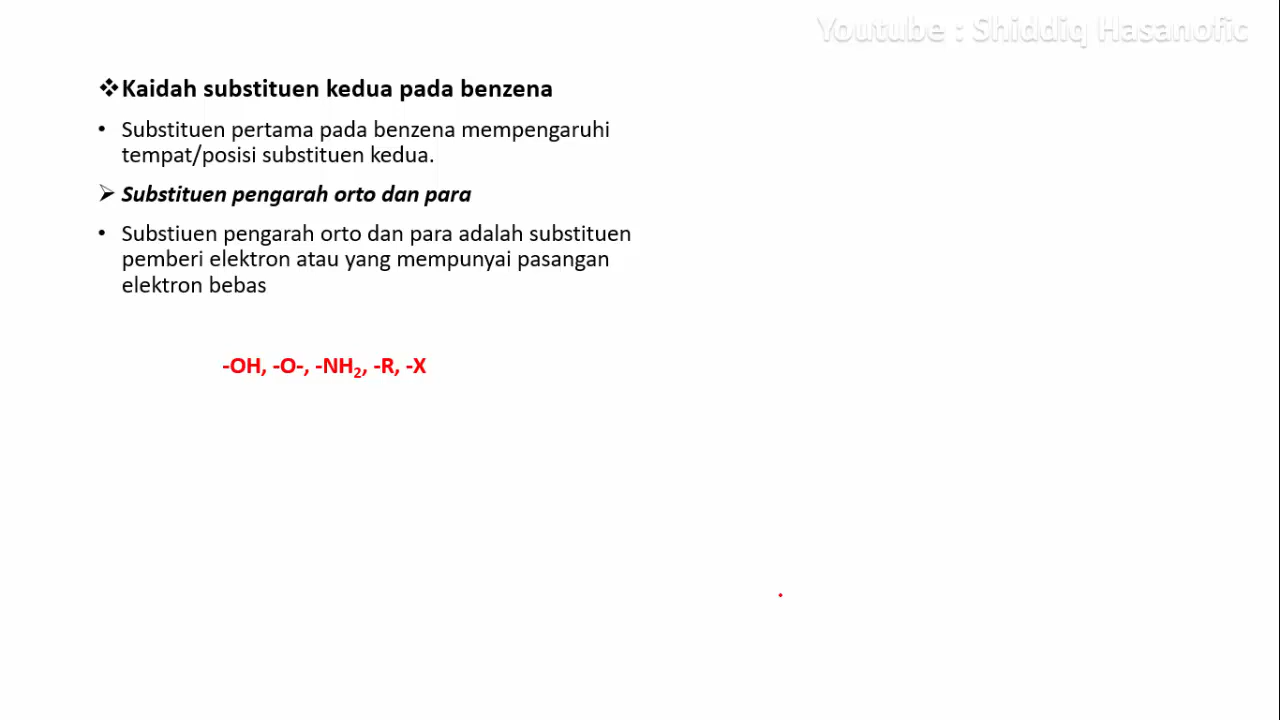 Youtube : Shiddiq Hasanofic
❖Kaidah substituen kedua pada benzena
• Substituen pertama pada benzena mempengaruhi
tempat/posisi substituen kedua.
➢ Substituen pengarah orto dan para
• Substiuen pengarah orto dan para adalah substituen
pemberi elektron atau yang mempunyai pasangan
elektron bebas
-OH, -O-, -NH₂, -R, -X